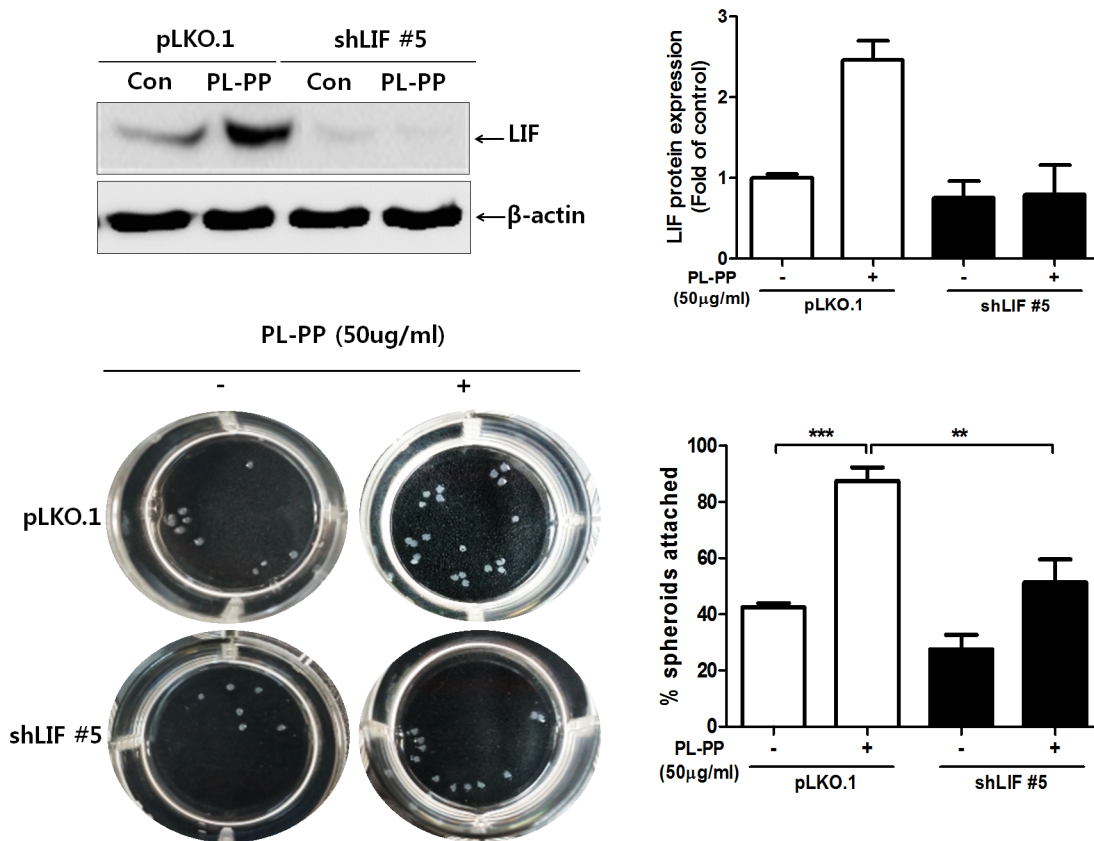 pLKO.1 shLIF #5
Con PL-PP Con PL-PP
LIF
β-actin
LIF protein expression
(Fold of control)
3
2
1
0
PL-PP - + - +
(50μg/ml)
pLKO.1 shLIF #5
PL-PP (50ug/ml)
- +
pLKO.1
shLIF #5
% spheroids attached
*** **
100
80
60
40
20
0
PL-PP - + - +
(50μg/ml)
pLKO.1 shLIF #5